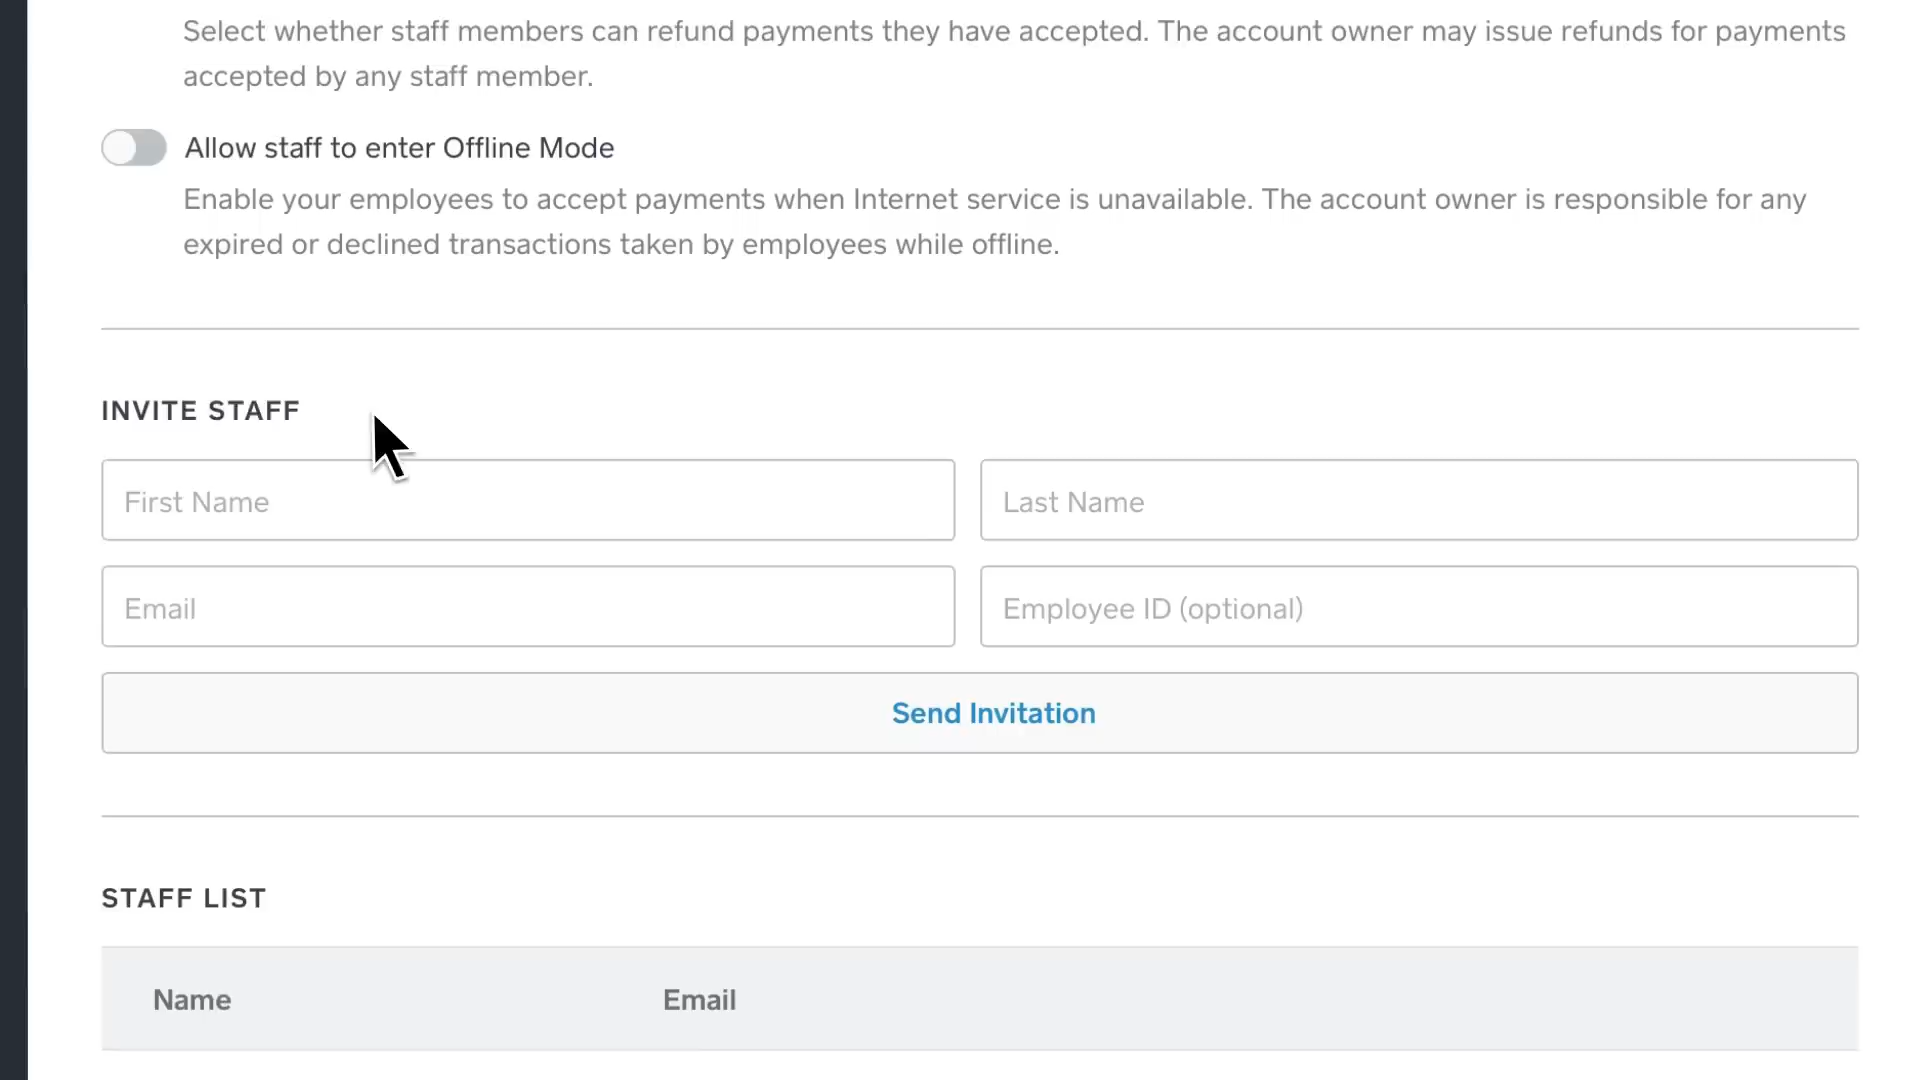 Select whether staff members can refund payments they have accepted. The account owner may issue refunds for payments
accepted by any staff member.
Allow staff to enter Offline Mode
Enable your employees to accept payments when Internet service is unavailable. The account owner is responsible for any
expired or declined transactions taken by employees while offline.
INVITE STAFF
First Name
Last Name
Email
Employee ID (optional)
Send Invitation
STAFF LIST
Name
Email